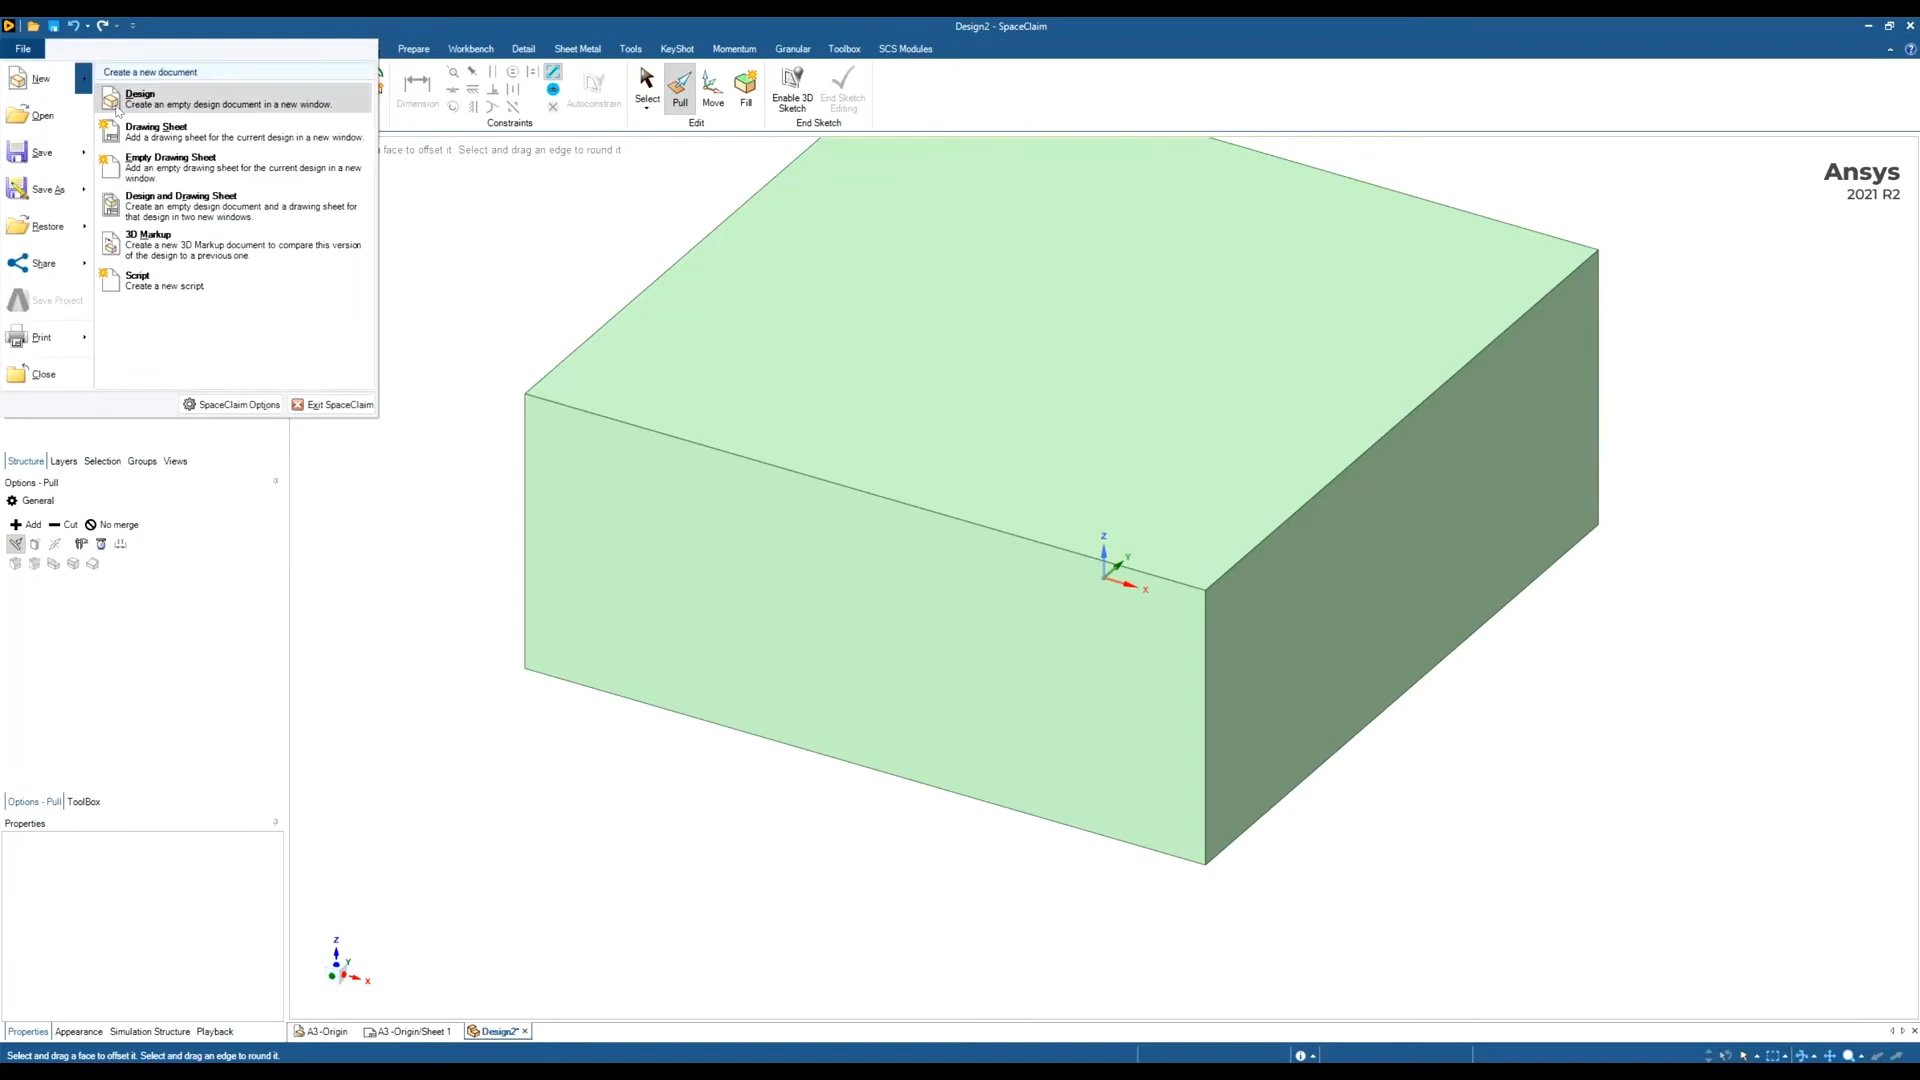 Design2 - SpaceClaim
File
Prepare
Workbench
Detail
Sheet Metal
Tools
KeyShot
Momentum
Granular
Toolbox
SCS Modules
New
Open
Save
Save As
Restore
Share
Save Project
Print
Close
Create a new document
Design
Create an empty design document in a new window.
Drawing Sheet
Add a drawing sheet for the current design in a new window.
Empty Drawing Sheet
Add an empty drawing sheet for the current design in a new
window.
Design and Drawing Sheet
Create an empty design document and a drawing sheet for
that design in two new windows.
3D Markup
Create a new 3D Markup document to compare this version
of the design to a previous one.
Script
Create a new script.
SpaceClaim Options
Exit SpaceClaim
Dimension
Autoconstrain
Constraints
Select
Pull
Move
Fill
Edit
Enable 3D
Sketch
End Sketch
Editing
End Sketch
face to offset it. Select and drag an edge to round it
Ansys
2021 R2
Z
Y
X
Structure
Layers
Selection
Groups
Views
Options - Pull
General
Add
Cut
No merge
Options - Pull
ToolBox
Properties
Z
Y
X
Properties
Appearance
Simulation Structure
Playback
A3-Origin
A3-Origin/Sheet 1
Design2*
Select and drag a face to offset it. Select and drag an edge to round it.